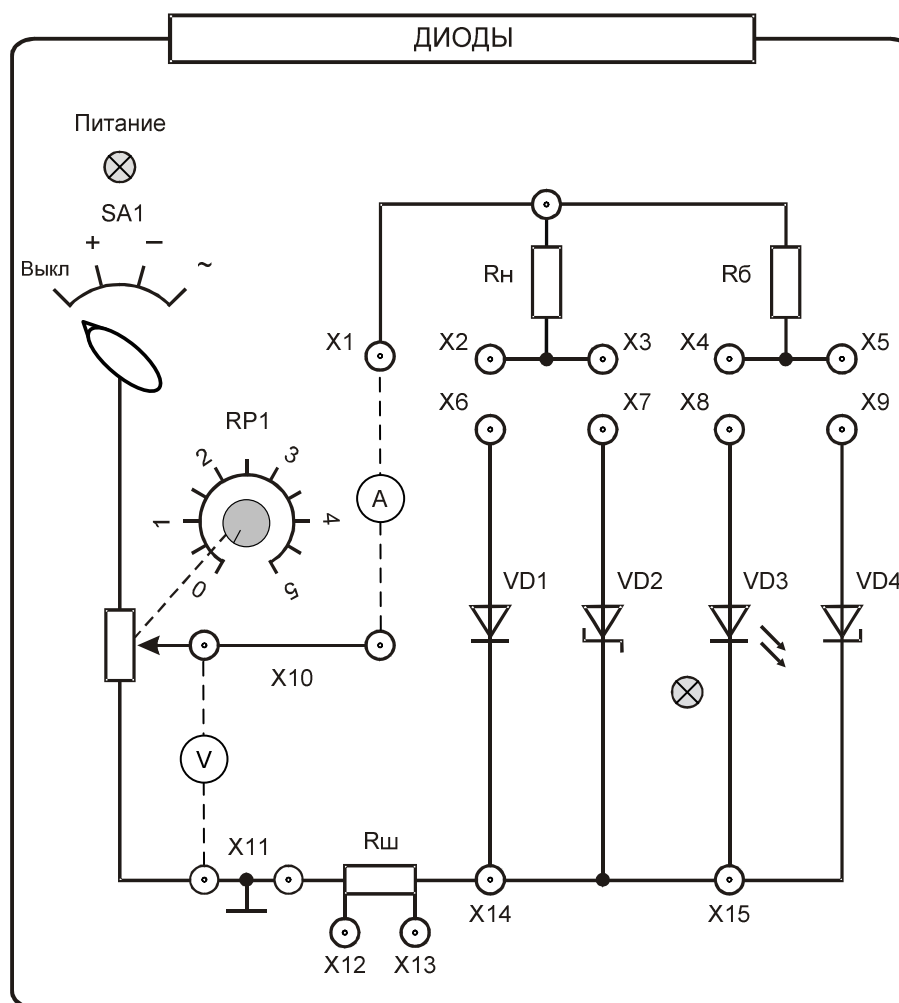 ДИОДЫ
Питание
SA1
+ −
Выкл ~
Rн Rб
X1 X2 X3 X4 X5
X6 X7 X8 X9
RP1
0 1 2 3 4 5
A
VD1 VD2 VD3 VD4
X10
V
X11 Rш
X14 X15
X12 X13